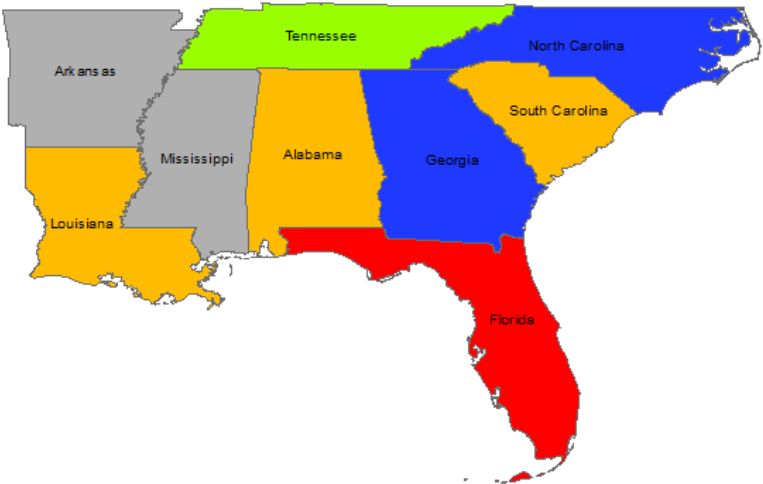 Tennessee
North Carolina
Arkansas
South Carolina
Mississippi
Alabama
Georgia
Louisiana
Florida